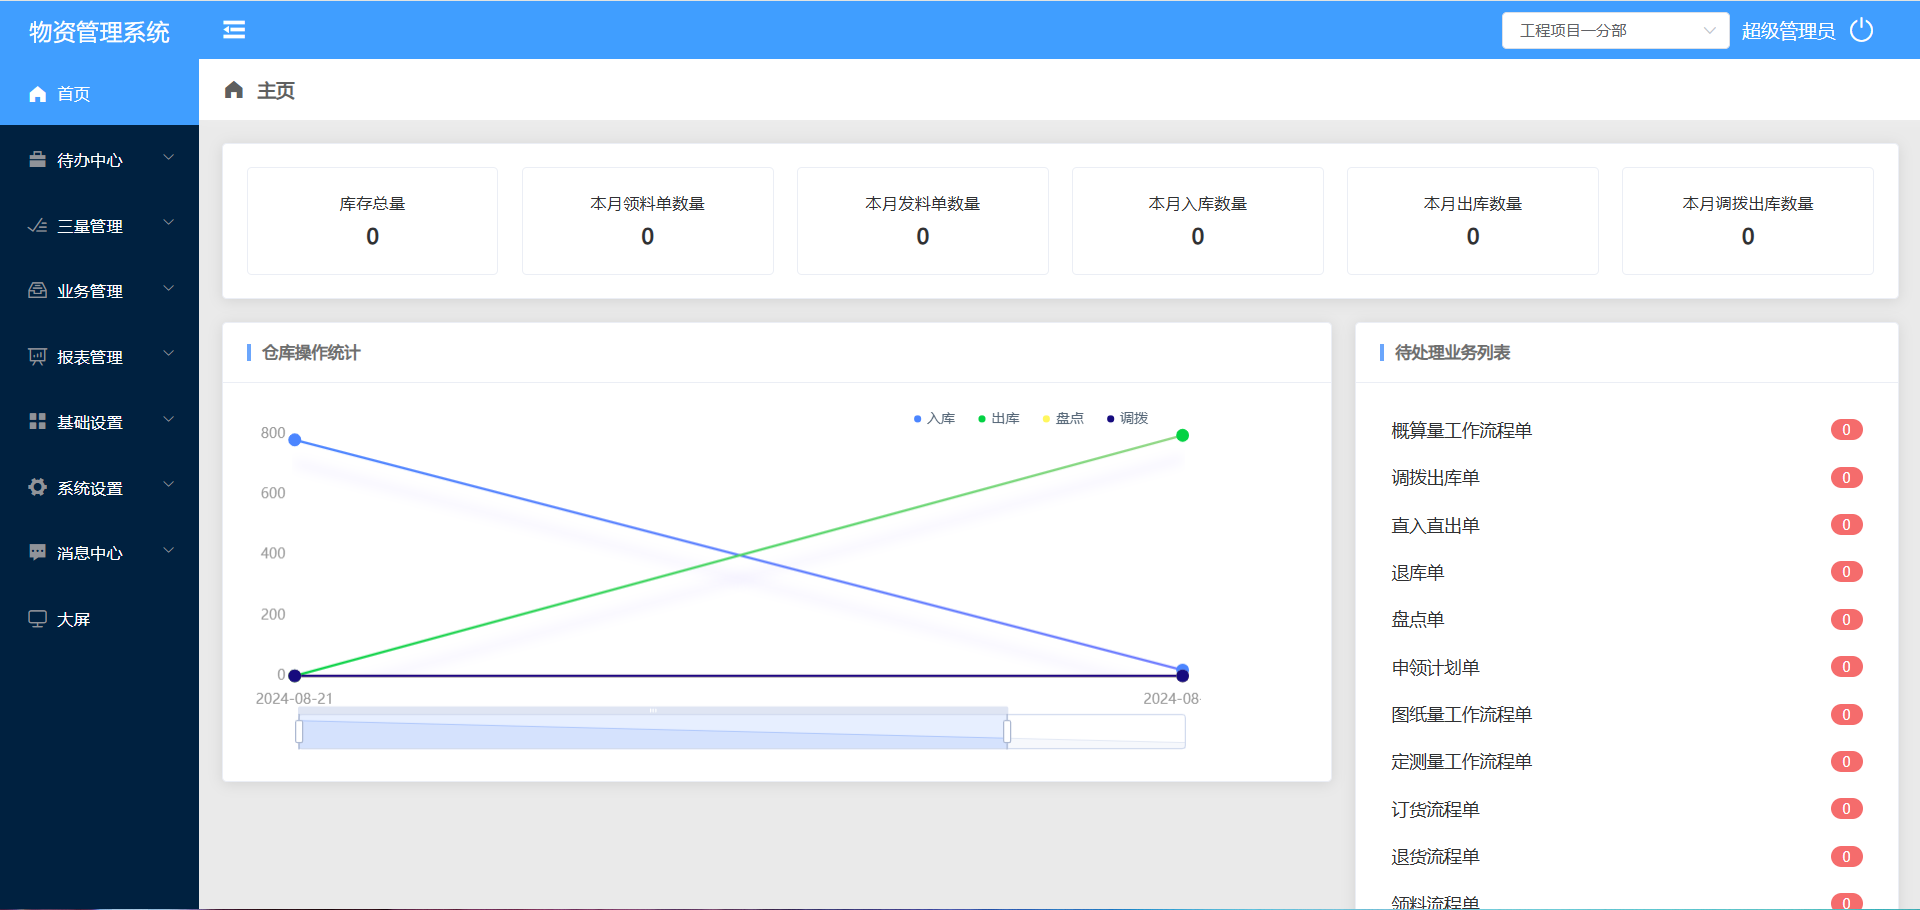 物资管理系统
工程项目一分部
超级管理员
首页
主页
待办中心
三量管理
业务管理
报表管理
基础设置
系统设置
消息中心
大屏
库存总量
0
本月领料单数量
0
本月发料单数量
0
本月入库数量
0
本月出库数量
0
本月调拨出库数量
0
仓库操作统计
入库
出库
盘点
调拨
800
600
400
200
0
2024-08-21
2024-08-
待处理业务列表
概算量工作流程单 0
调拨出库单 0
直入直出单 0
退库单 0
盘点单 0
申领计划单 0
图纸量工作流程单 0
定测量工作流程单 0
订货流程单 0
退货流程单 0
领料流程单 0